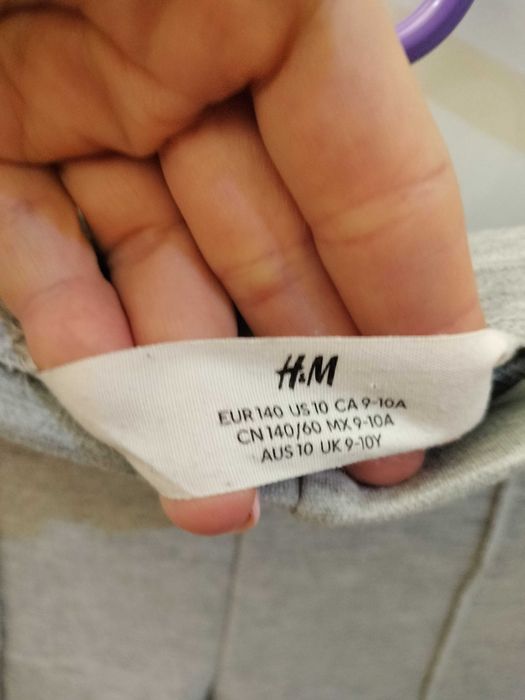 H&M
EUR 140 US 10 CA 9-10A
CN 140/60 MX 9-10A
AUS 10 UK 9-10Y